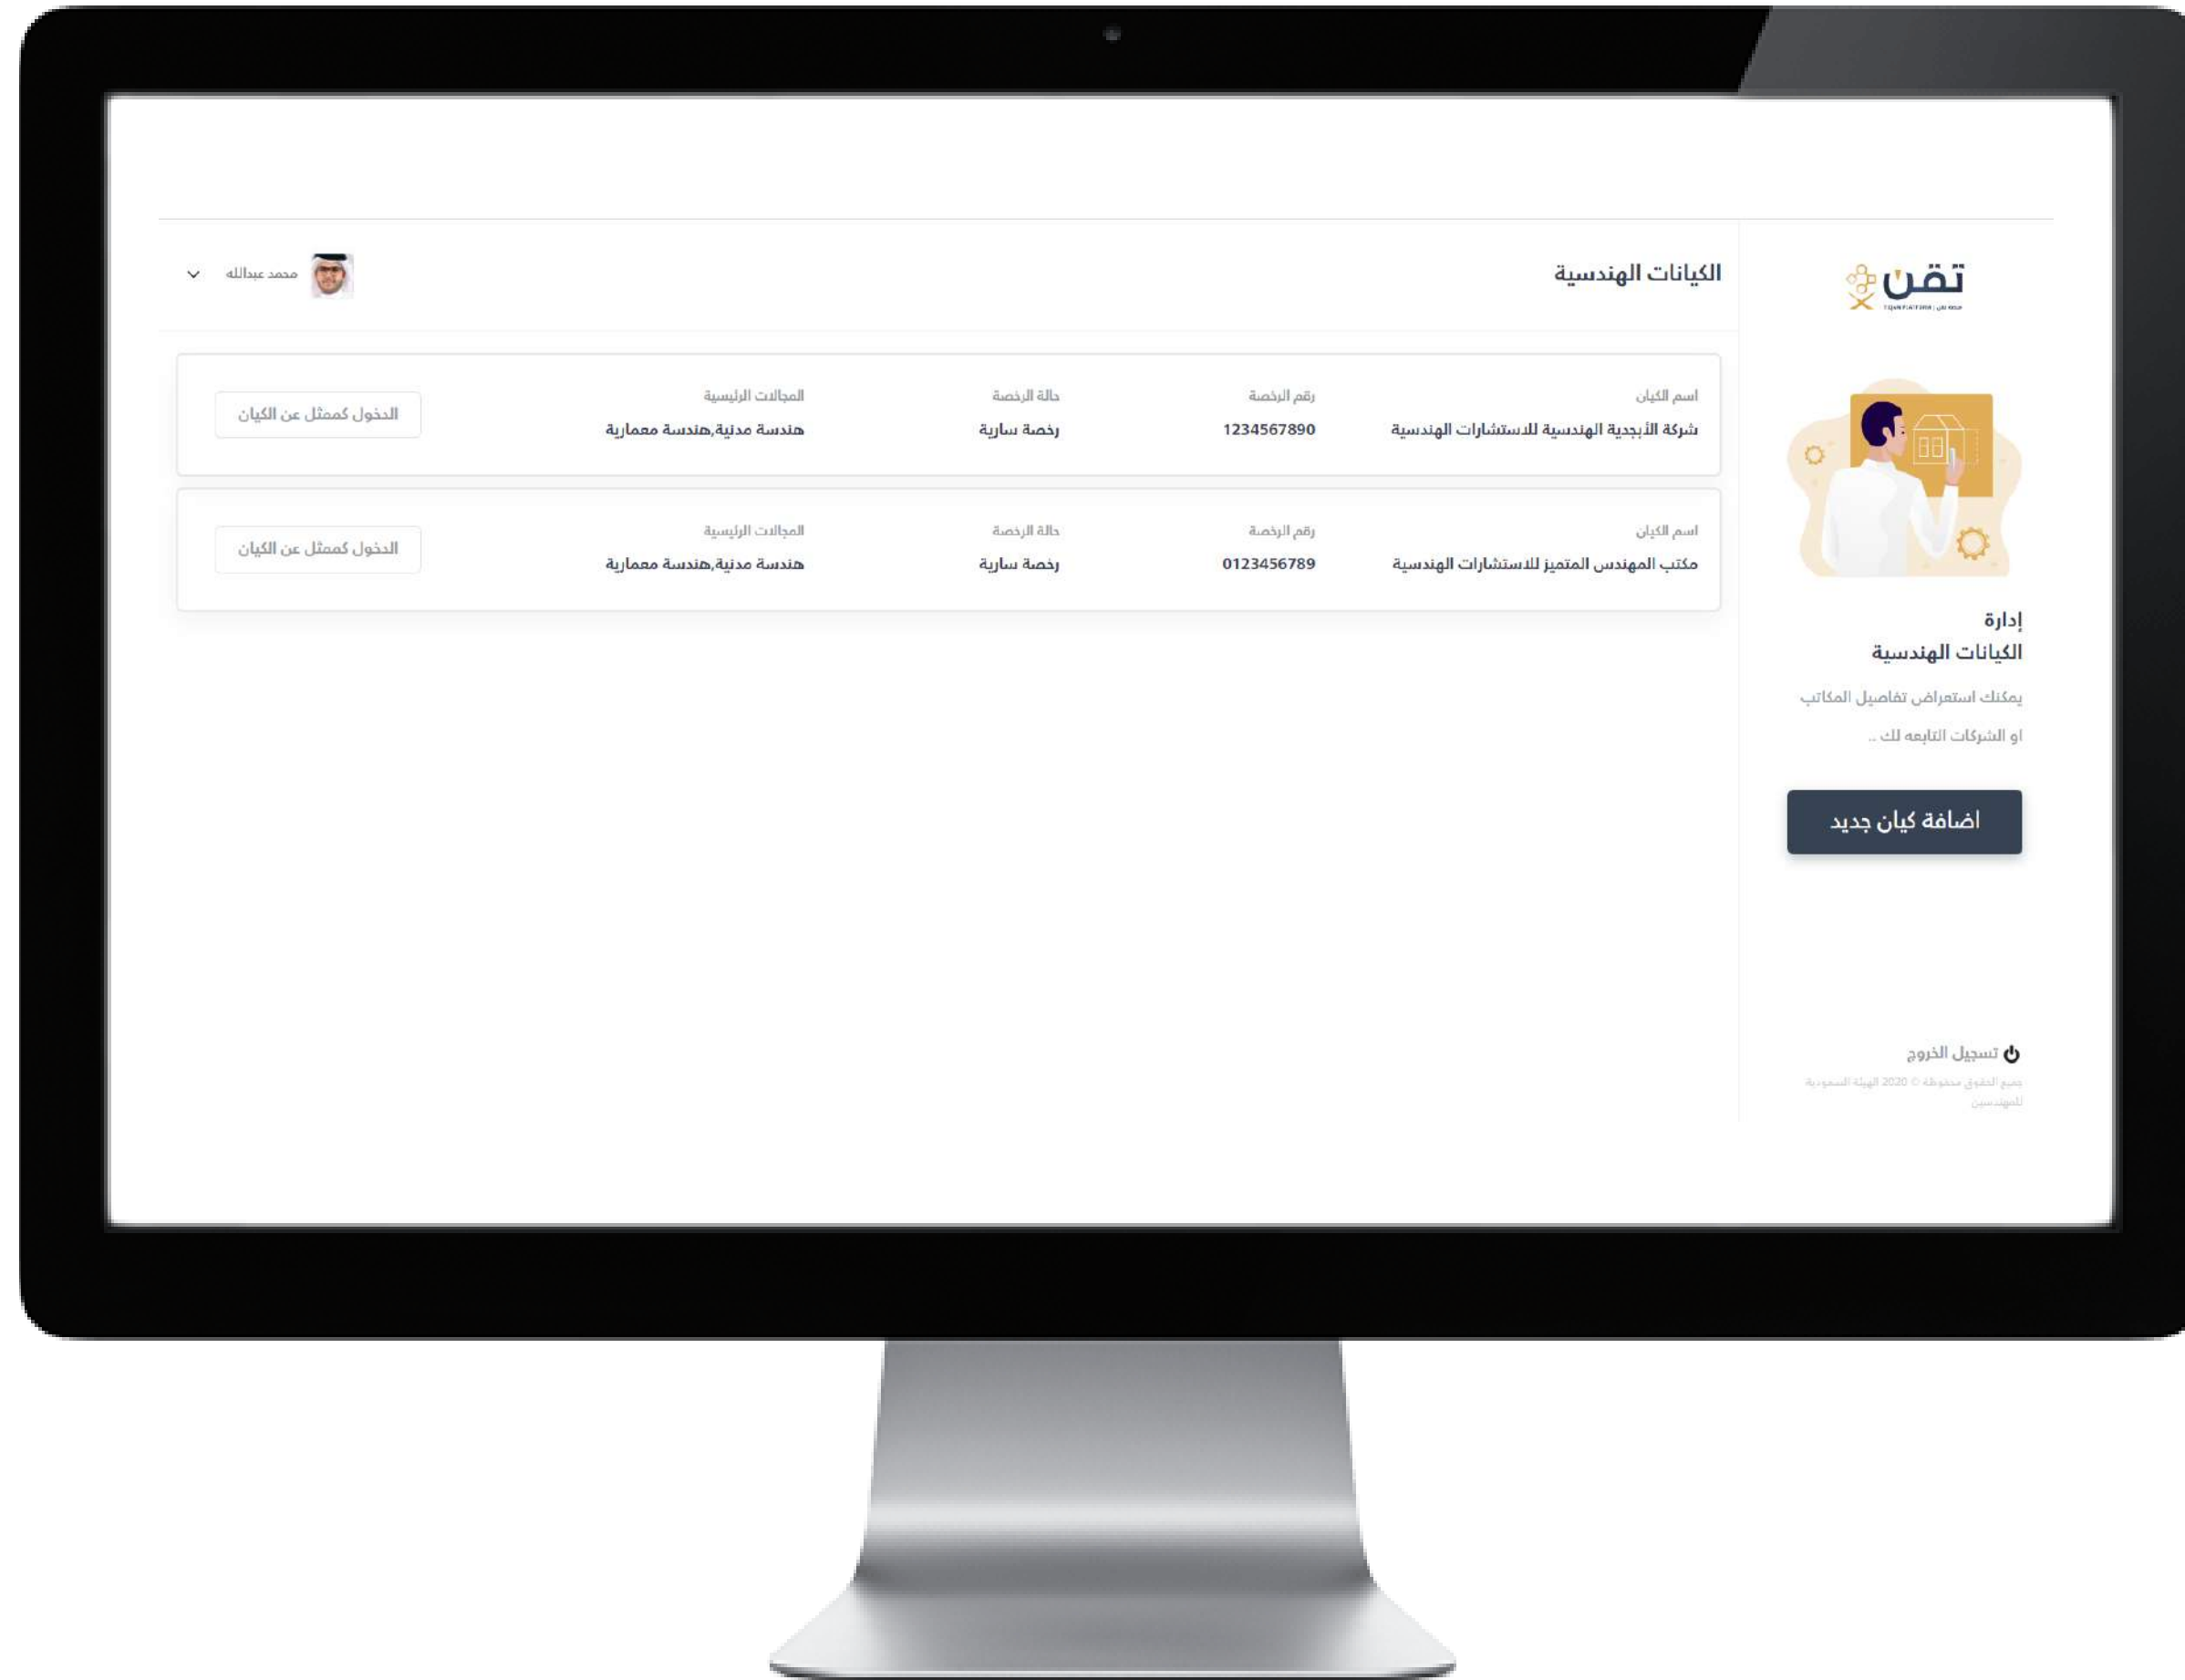 تقن
TQAN PLATFORM | منصة تقن
الكيانات الهندسية
محمد عبدالله
إدارة
الكيانات الهندسية
يمكنك استعراض تفاصيل المكاتب
او الشركات التابعه لك ..
اضافة كيان جديد
تسجيل الخروج
جميع الحقوق محفوظة © 2020 الهيئة السعودية
للمهندسين
اسم الكيان رقم الرخصة حالة الرخصة المجالات الرئيسية
شركة الأبجدية الهندسية للاستشارات الهندسية 1234567890 رخصة سارية هندسة مدنية,هندسة معمارية
الدخول كممثل عن الكيان
اسم الكيان رقم الرخصة حالة الرخصة المجالات الرئيسية
مكتب المهندس المتميز للاستشارات الهندسية 0123456789 رخصة سارية هندسة مدنية,هندسة معمارية
الدخول كممثل عن الكيان